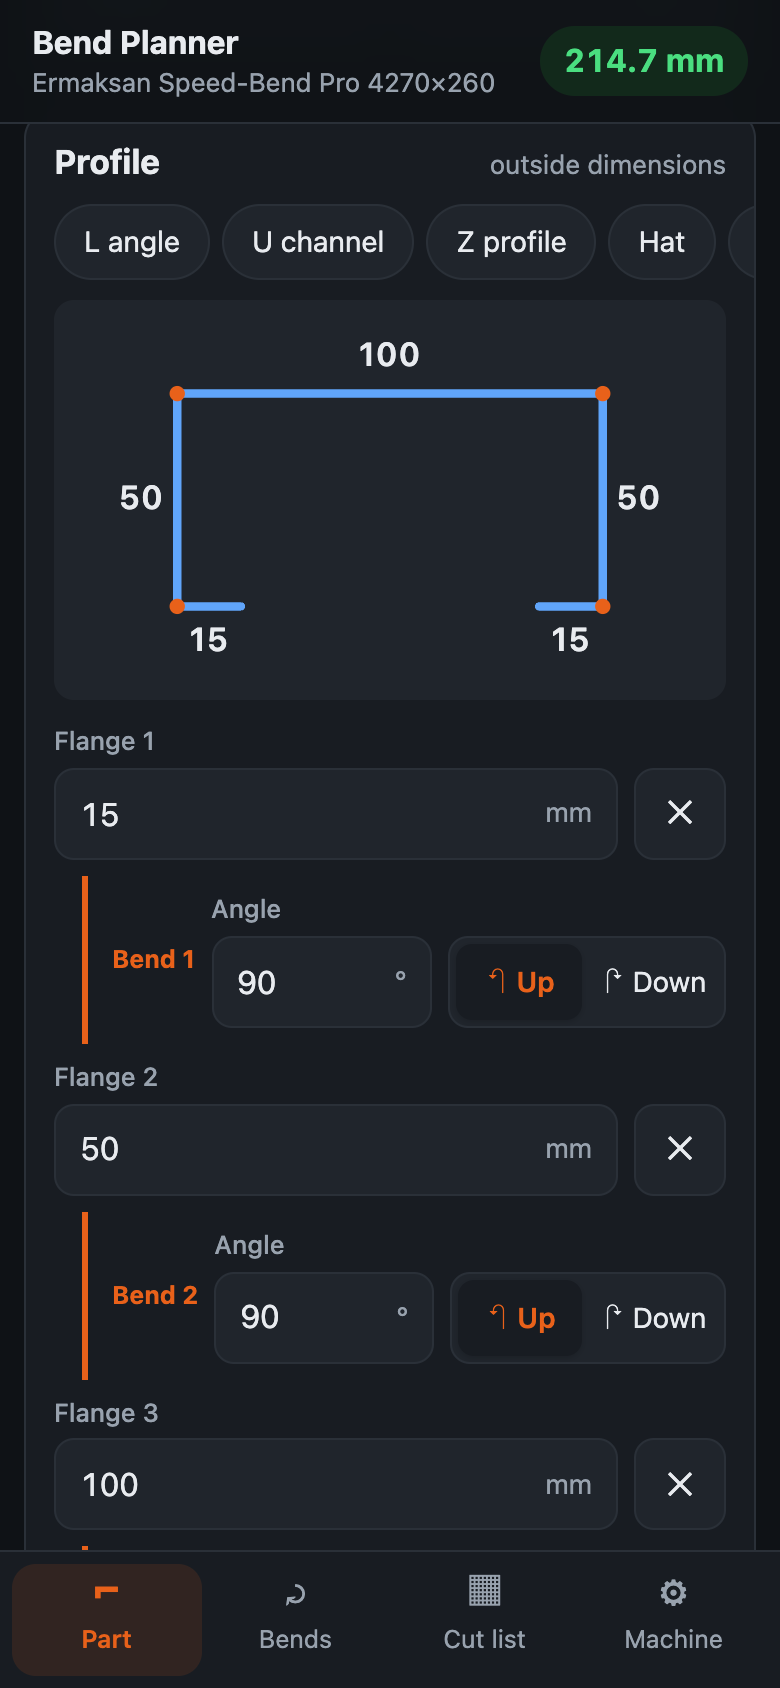 Bend Planner
Ermaksan Speed-Bend Pro 4270×260
214.7 mm
Profile
outside dimensions
L angle
U channel
Z profile
Hat
100
50
50
15
15
Flange 1
15 mm
×
Angle
Bend 1
90 °
Up
Down
Flange 2
50 mm
×
Angle
Bend 2
90 °
Up
Down
Flange 3
100 mm
×
Part
Bends
Cut list
Machine